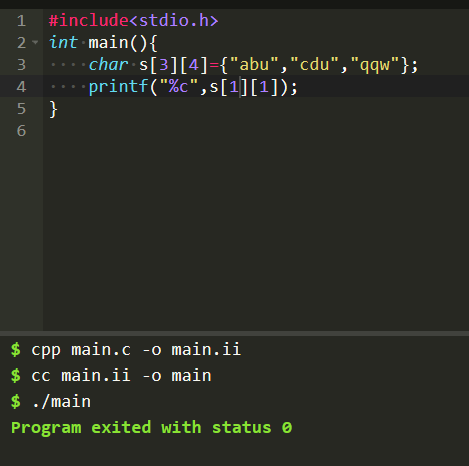 1 #include<stdio.h>
2 int main(){
3     char s[3][4]={"abu","cdu","qqw"};
4     printf("%c",s[1][1]);
5 }
6
$ cpp main.c -o main.ii
$ cc main.ii -o main
$ ./main
Program exited with status 0